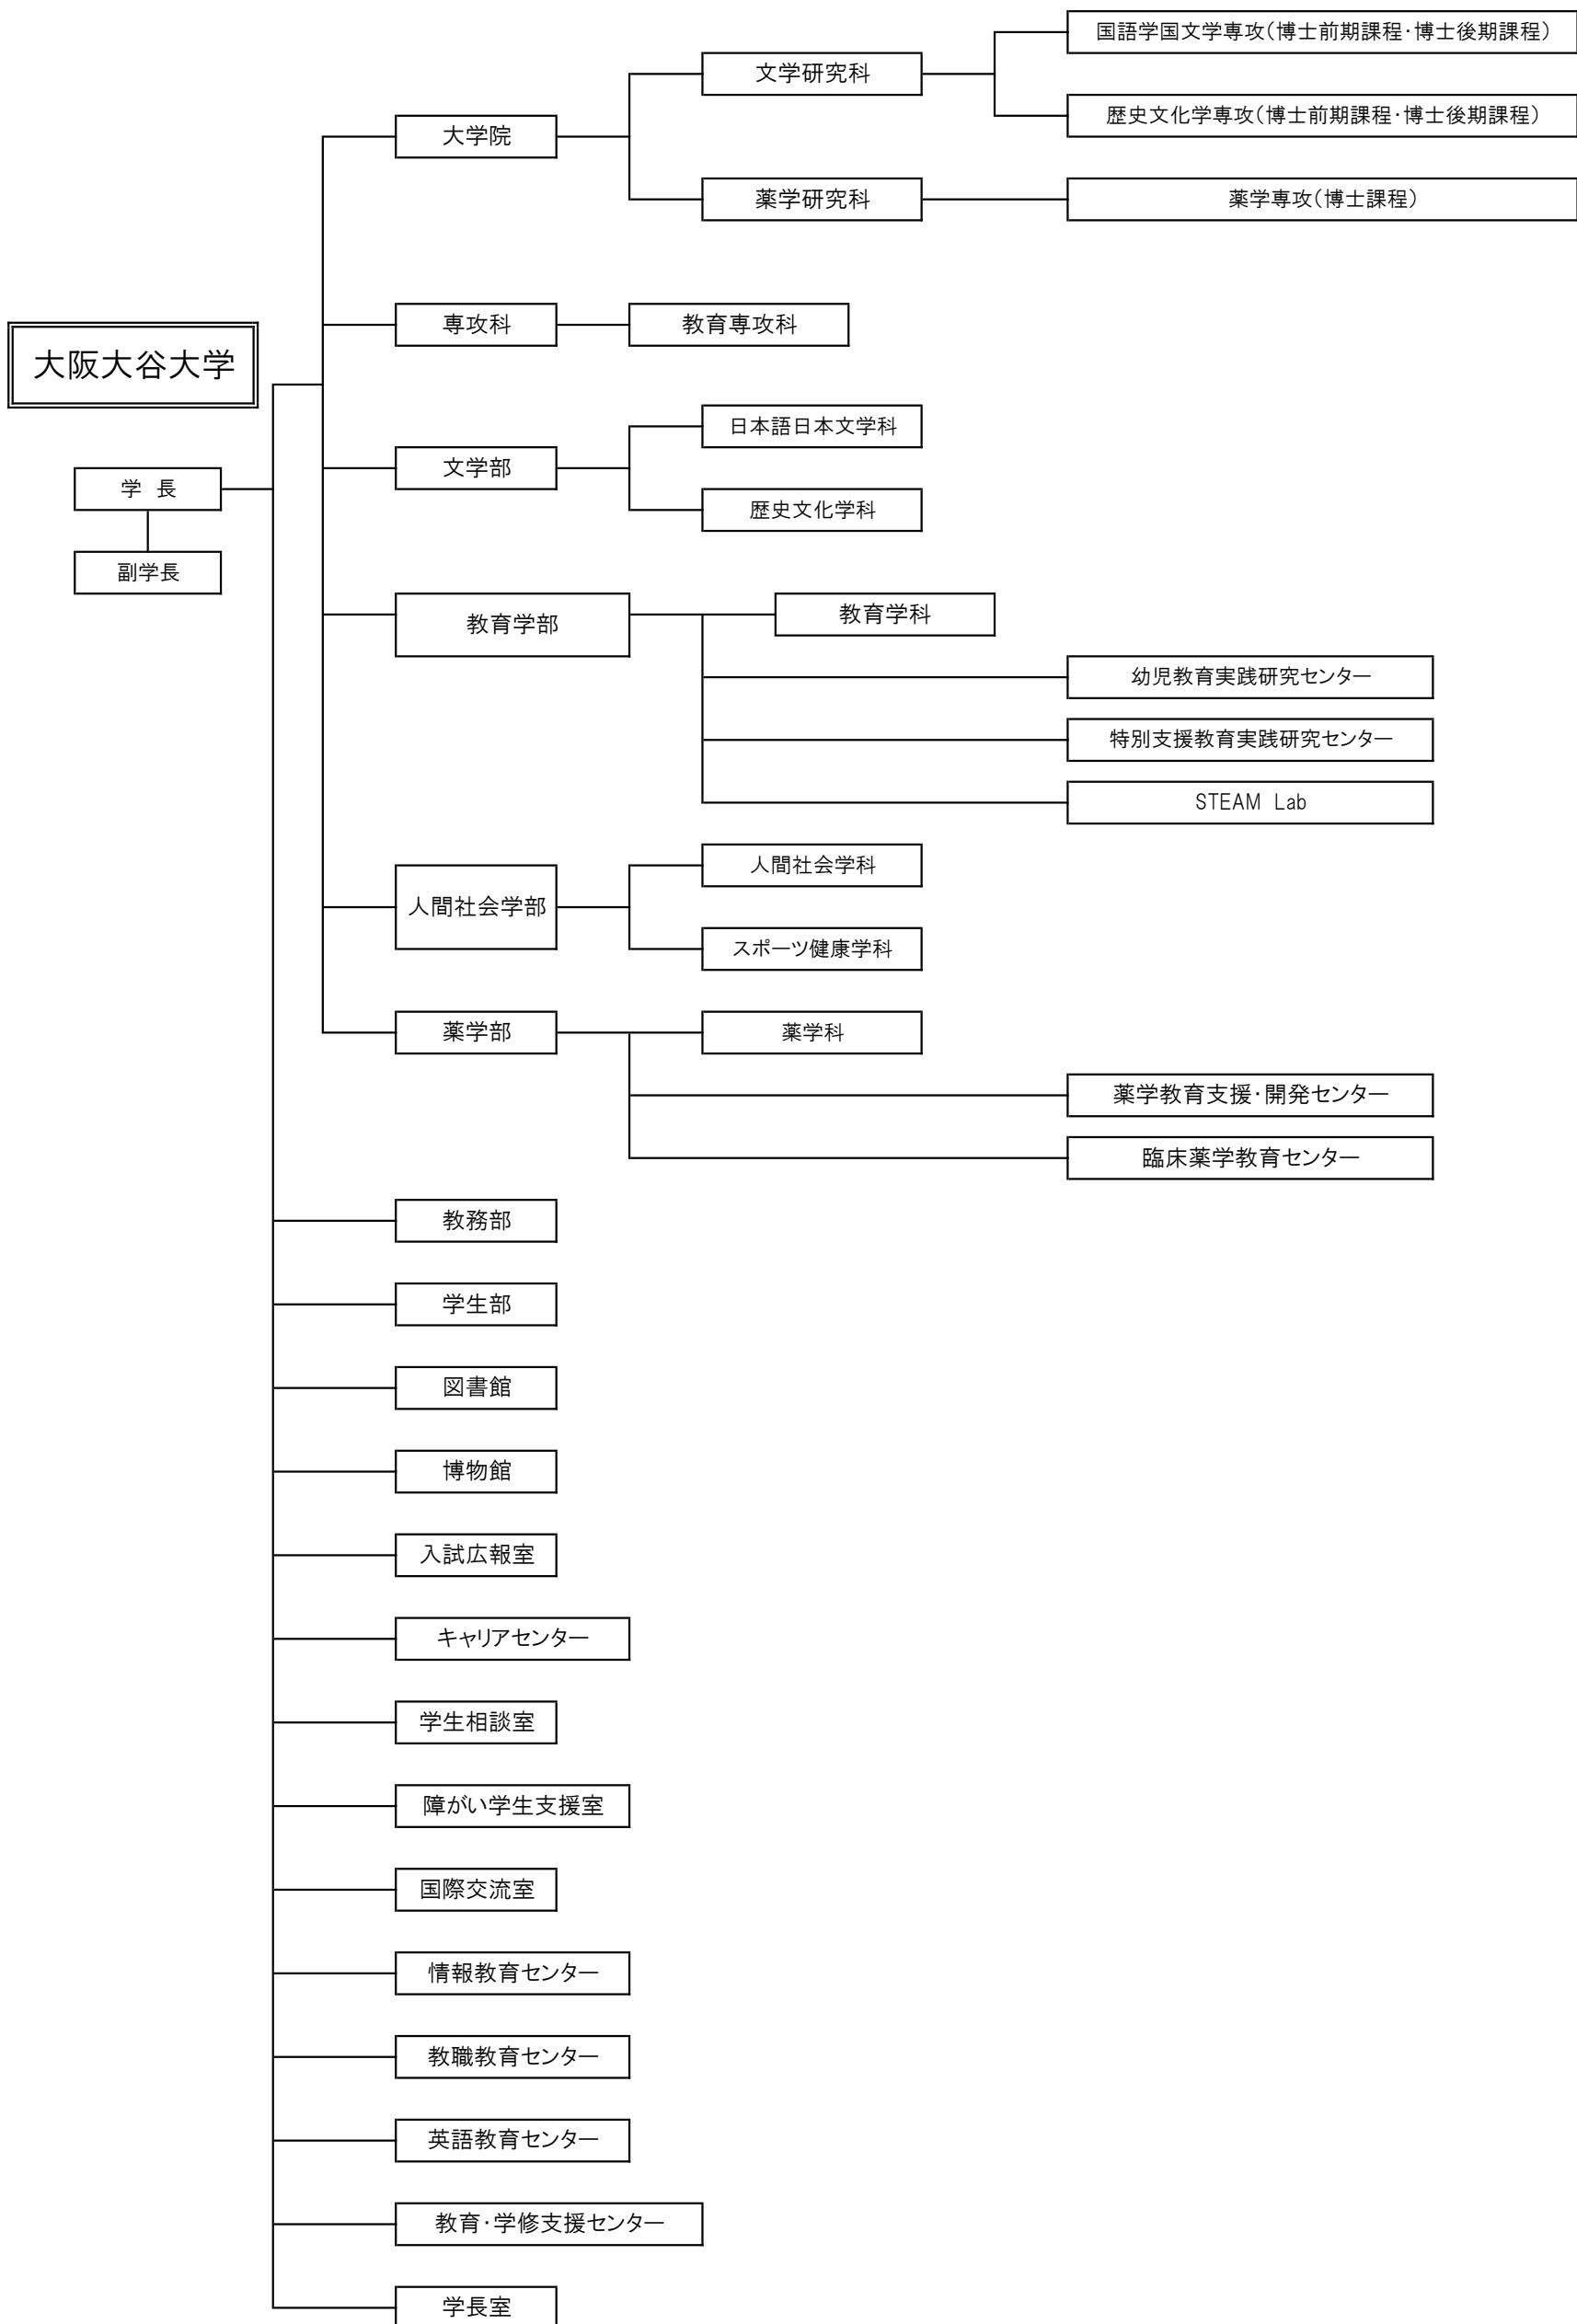 国語学国文学専攻(博士前期課程・博士後期課程)
文学研究科
歴史文化学専攻(博士前期課程・博士後期課程)
大学院
薬学研究科
薬学専攻(博士課程)
専攻科
教育専攻科
大阪大谷大学
日本語日本文学科
文学部
学 長
歴史文化学科
副学長
教育学部
教育学科
幼児教育実践研究センター
特別支援教育実践研究センター
STEAM Lab
人間社会学科
人間社会学部
スポーツ健康学科
薬学部
薬学科
薬学教育支援・開発センター
臨床薬学教育センター
教務部
学生部
図書館
博物館
入試広報室
キャリアセンター
学生相談室
障がい学生支援室
国際交流室
情報教育センター
教職教育センター
英語教育センター
教育・学修支援センター
学長室